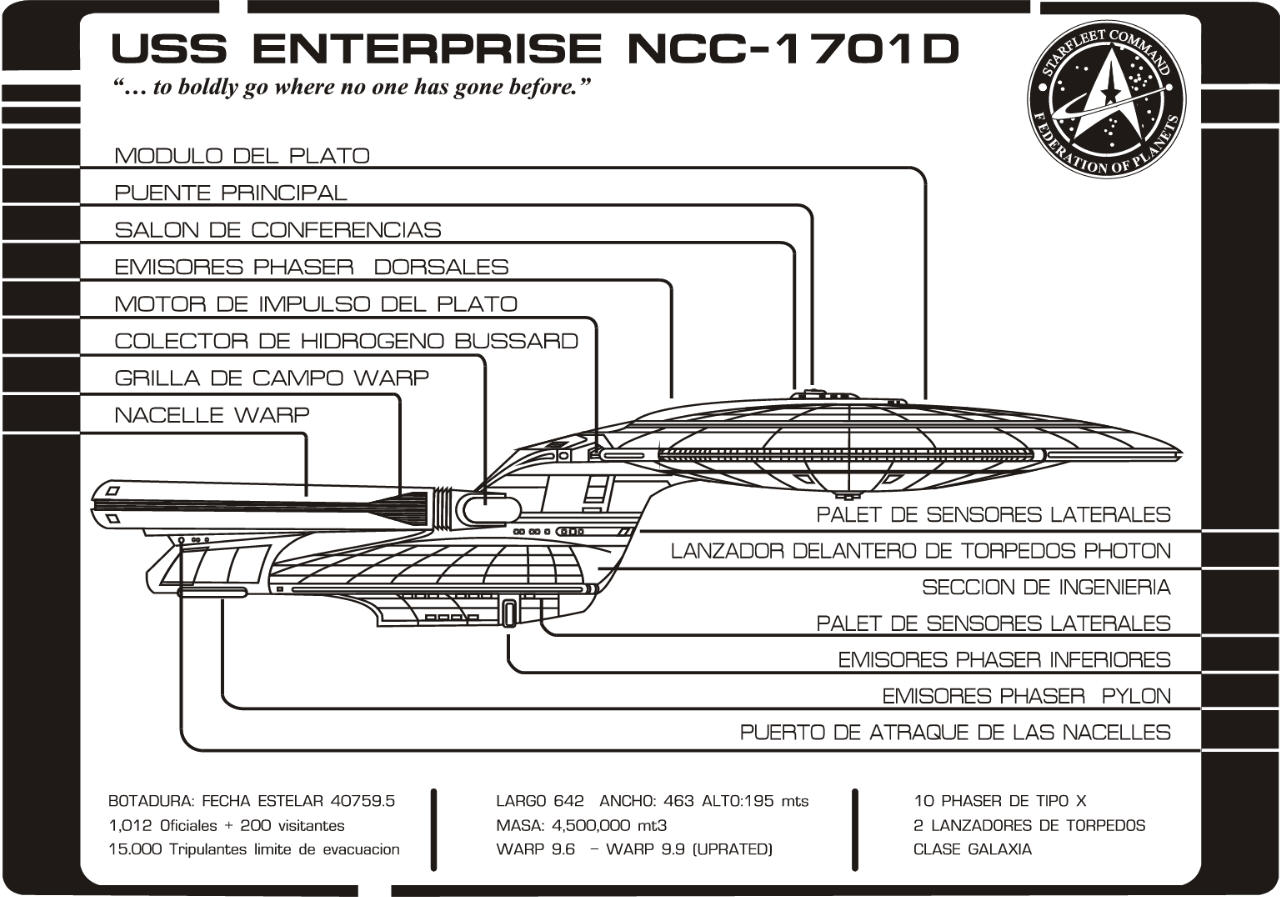 USS ENTERPRISE NCC-1701D
“... to boldly go where no one has gone before.”
STARFLEET COMMAND
FEDERATION OF PLANETS
MODULO DEL PLATO
PUENTE PRINCIPAL
SALON DE CONFERENCIAS
EMISORES PHASER DORSALES
MOTOR DE IMPULSO DEL PLATO
COLECTOR DE HIDROGENO BUSSARD
GRILLA DE CAMPO WARP
NACELLE WARP
PALET DE SENSORES LATERALES
LANZADOR DELANTERO DE TORPEDOS PHOTON
SECCION DE INGENIERIA
PALET DE SENSORES LATERALES
EMISORES PHASER INFERIORES
EMISORES PHASER PYLON
PUERTO DE ATRAQUE DE LAS NACELLES
BOTADURA: FECHA ESTELAR 40759.5
1,012 Oficiales + 200 visitantes
15.000 Tripulantes limite de evacuacion
LARGO 642 ANCHO: 463 ALTO:195 mts
MASA: 4,500,000 mt3
WARP 9.6 - WARP 9.9 (UPRATED)
10 PHASER DE TIPO X
2 LANZADORES DE TORPEDOS
CLASE GALAXIA